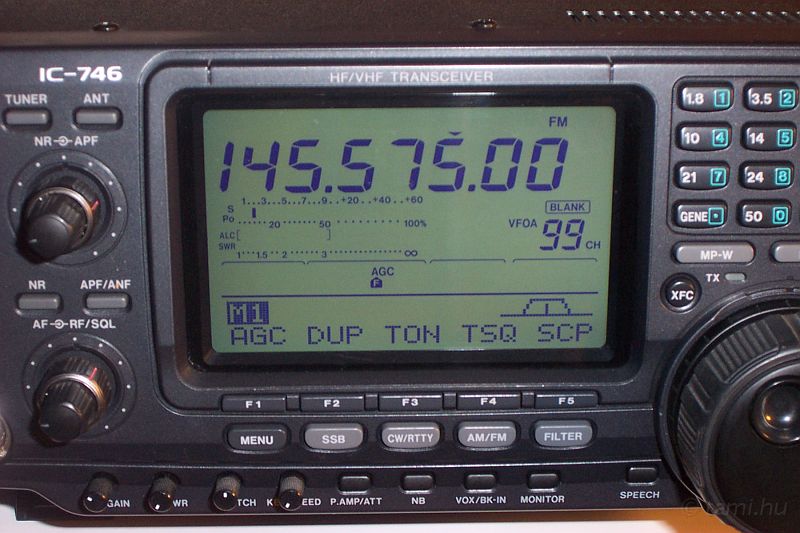 IC-746
HF/VHF TRANSCEIVER
TUNER ANT
NR APF
FM
145.575.00
S 1...3...5...7...9..+20..+40..+60
Po 20 50 100%
ALC
SWR 1 1.5 2 3 ∞
BLANK
VFOA 99 CH
AGC
F
M1
AGC DUP TON TSQ SCP
NR APF/ANF
AF RF/SQL
F1 F2 F3 F4 F5
MENU SSB CW/RTTY AM/FM FILTER
GAIN P.AMP/ATT NB VOX/BK-IN MONITOR SPEECH
1.8 1 3.5 2
10 4 14 5
21 7 24 8
GENE • 50 0
MP-W
TX
XFC
tami.hu